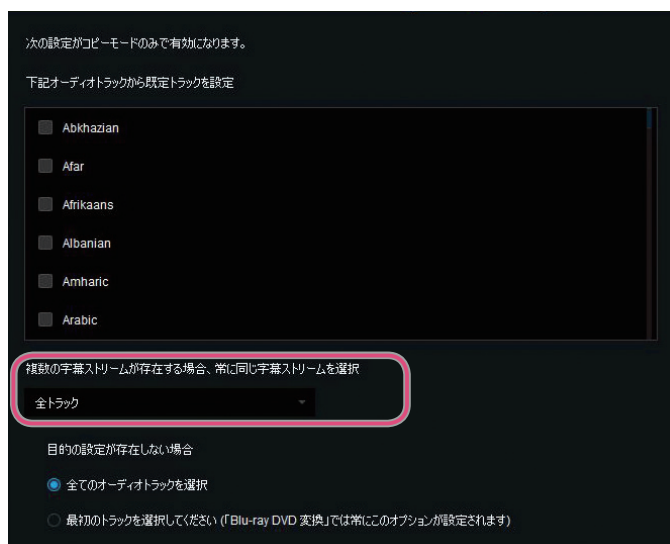 次の設定がコピーモードのみで有効になります。
下記オーディオトラックから既定トラックを設定
Abkhazian
Afar
Afrikaans
Albanian
Amharic
Arabic
複数の字幕ストリームが存在する場合、常に同じ字幕ストリームを選択
全トラック
目的の設定が存在しない場合
全てのオーディオトラックを選択
最初のトラックを選択してください (「Blu-ray DVD 変換」では常にこのオプションが設定されます)